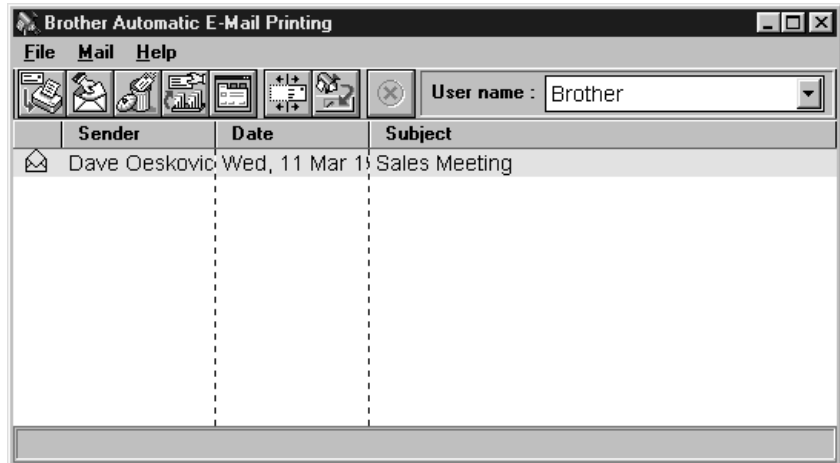 Brother Automatic E-Mail Printing
File Mail Help
User name : Brother
Sender Date Subject
Dave Oeskovic Wed, 11 Mar 1 Sales Meeting